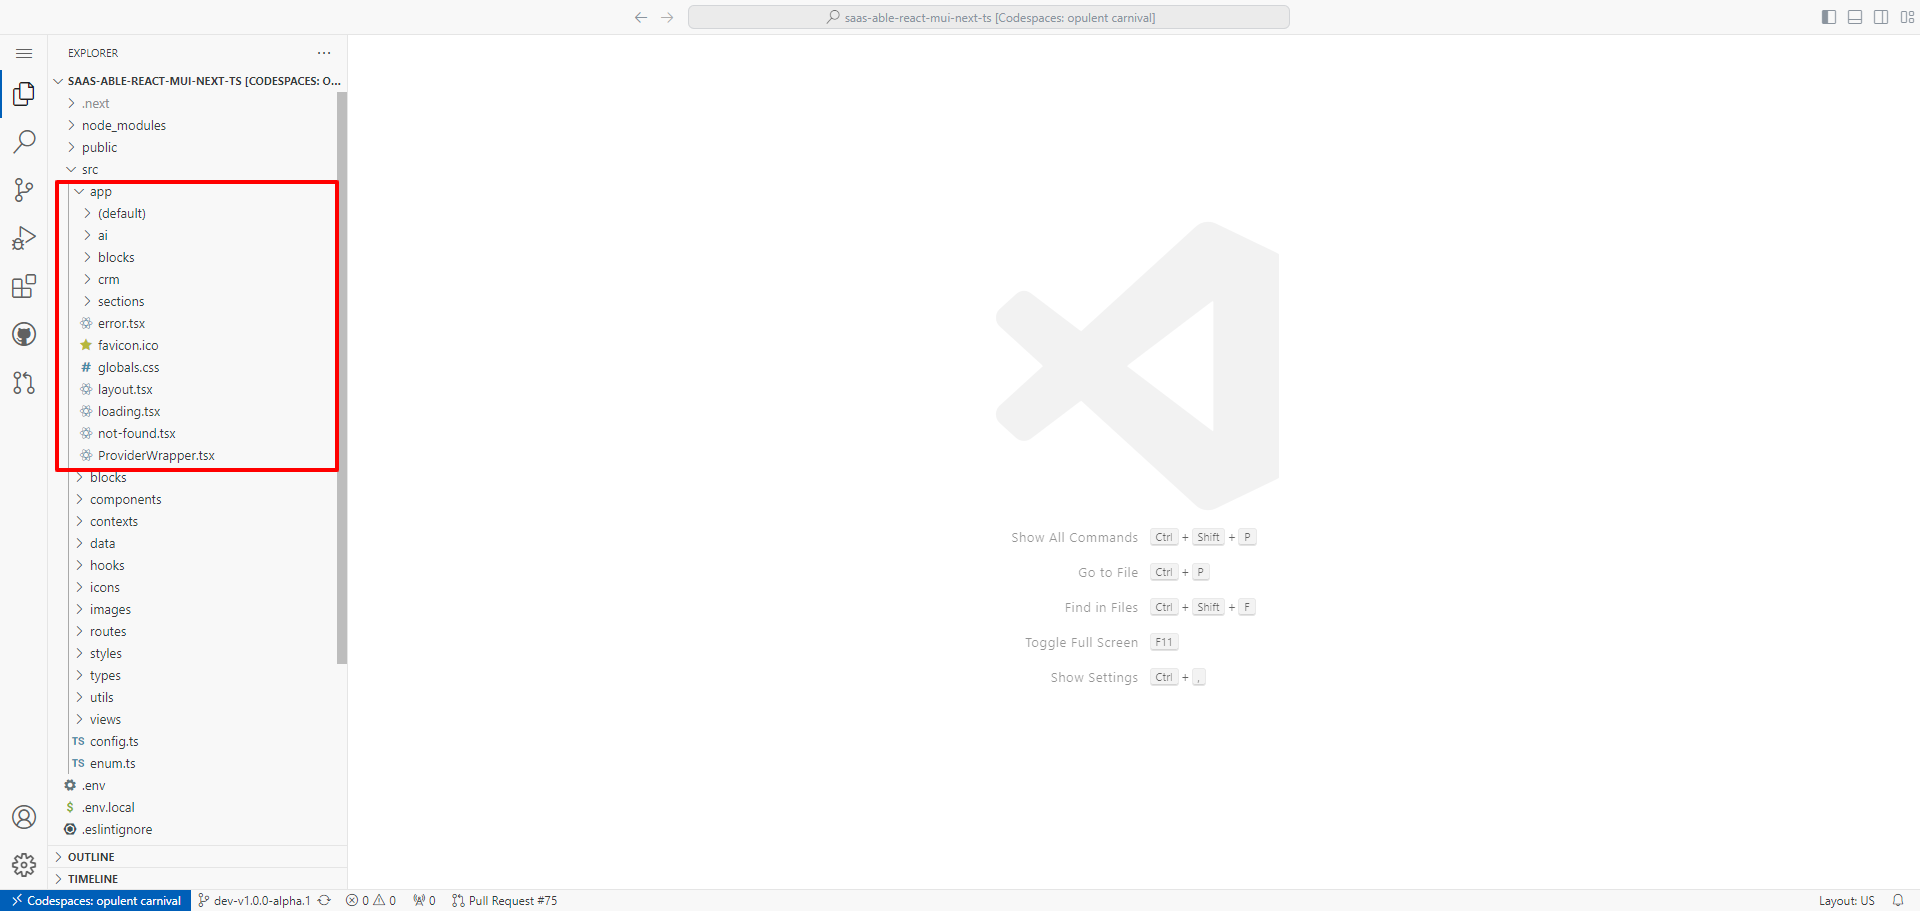 saas-able-react-mui-next-ts [Codespaces: opulent carnival]
EXPLORER
SAAS-ABLE-REACT-MUI-NEXT-TS [CODESPACES: O...
.next
node_modules
public
src
app
(default)
ai
blocks
crm
sections
error.tsx
favicon.ico
# globals.css
layout.tsx
loading.tsx
not-found.tsx
ProviderWrapper.tsx
blocks
components
contexts
data
hooks
icons
images
routes
styles
types
utils
views
TS config.ts
TS enum.ts
.env
$ .env.local
.eslintignore
OUTLINE
TIMELINE
Show All Commands Ctrl + Shift + P
Go to File Ctrl + P
Find in Files Ctrl + Shift + F
Toggle Full Screen F11
Show Settings Ctrl + ,
Codespaces: opulent carnival dev-v1.0.0-alpha.1 0 0 0 Pull Request #75 Layout: US